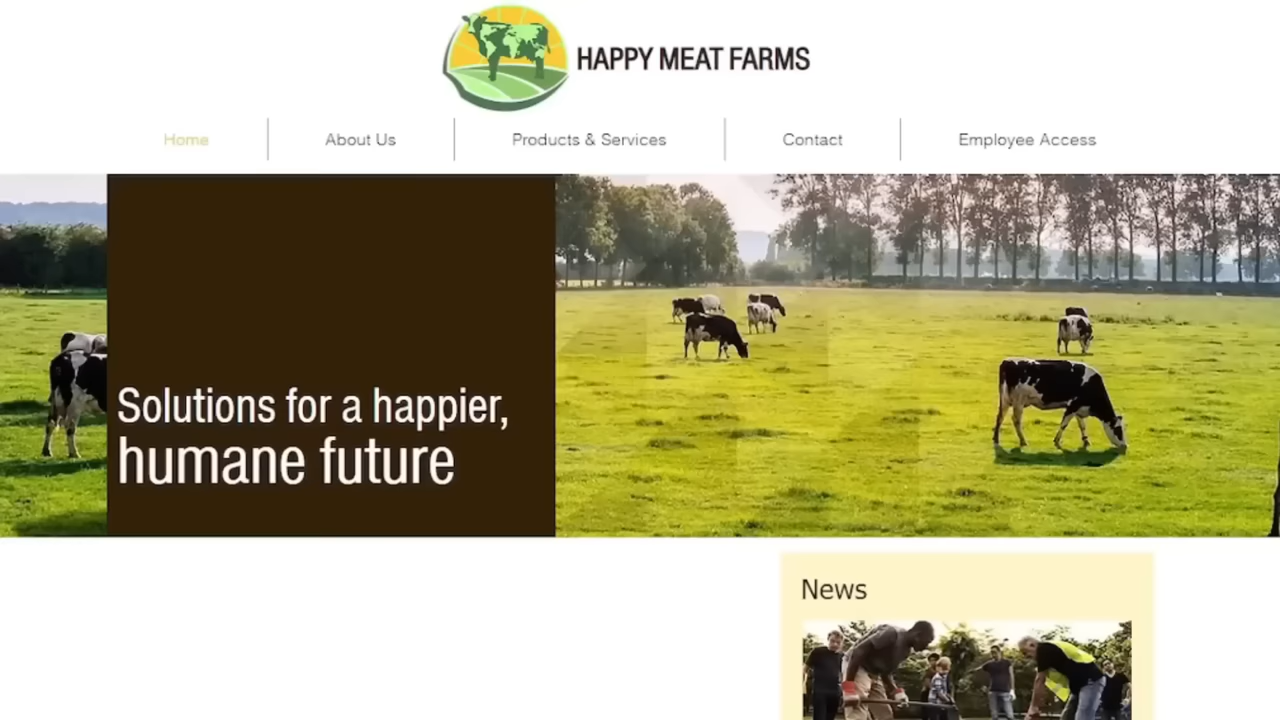 HAPPY MEAT FARMS
Home
About Us
Products & Services
Contact
Employee Access
Solutions for a happier,
humane future
News